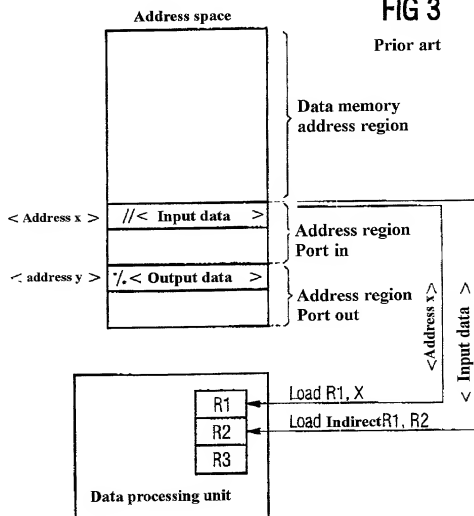 Address space
FIG 3
Prior art
Data memory
address region
< Address x >
//< Input data >
Address region
Port in
< address y >
%< Output data >
Address region
Port out
<Address x>
< Input data >
R1
Load R1, X
R2
Load Indirect R1, R2
R3
Data processing unit